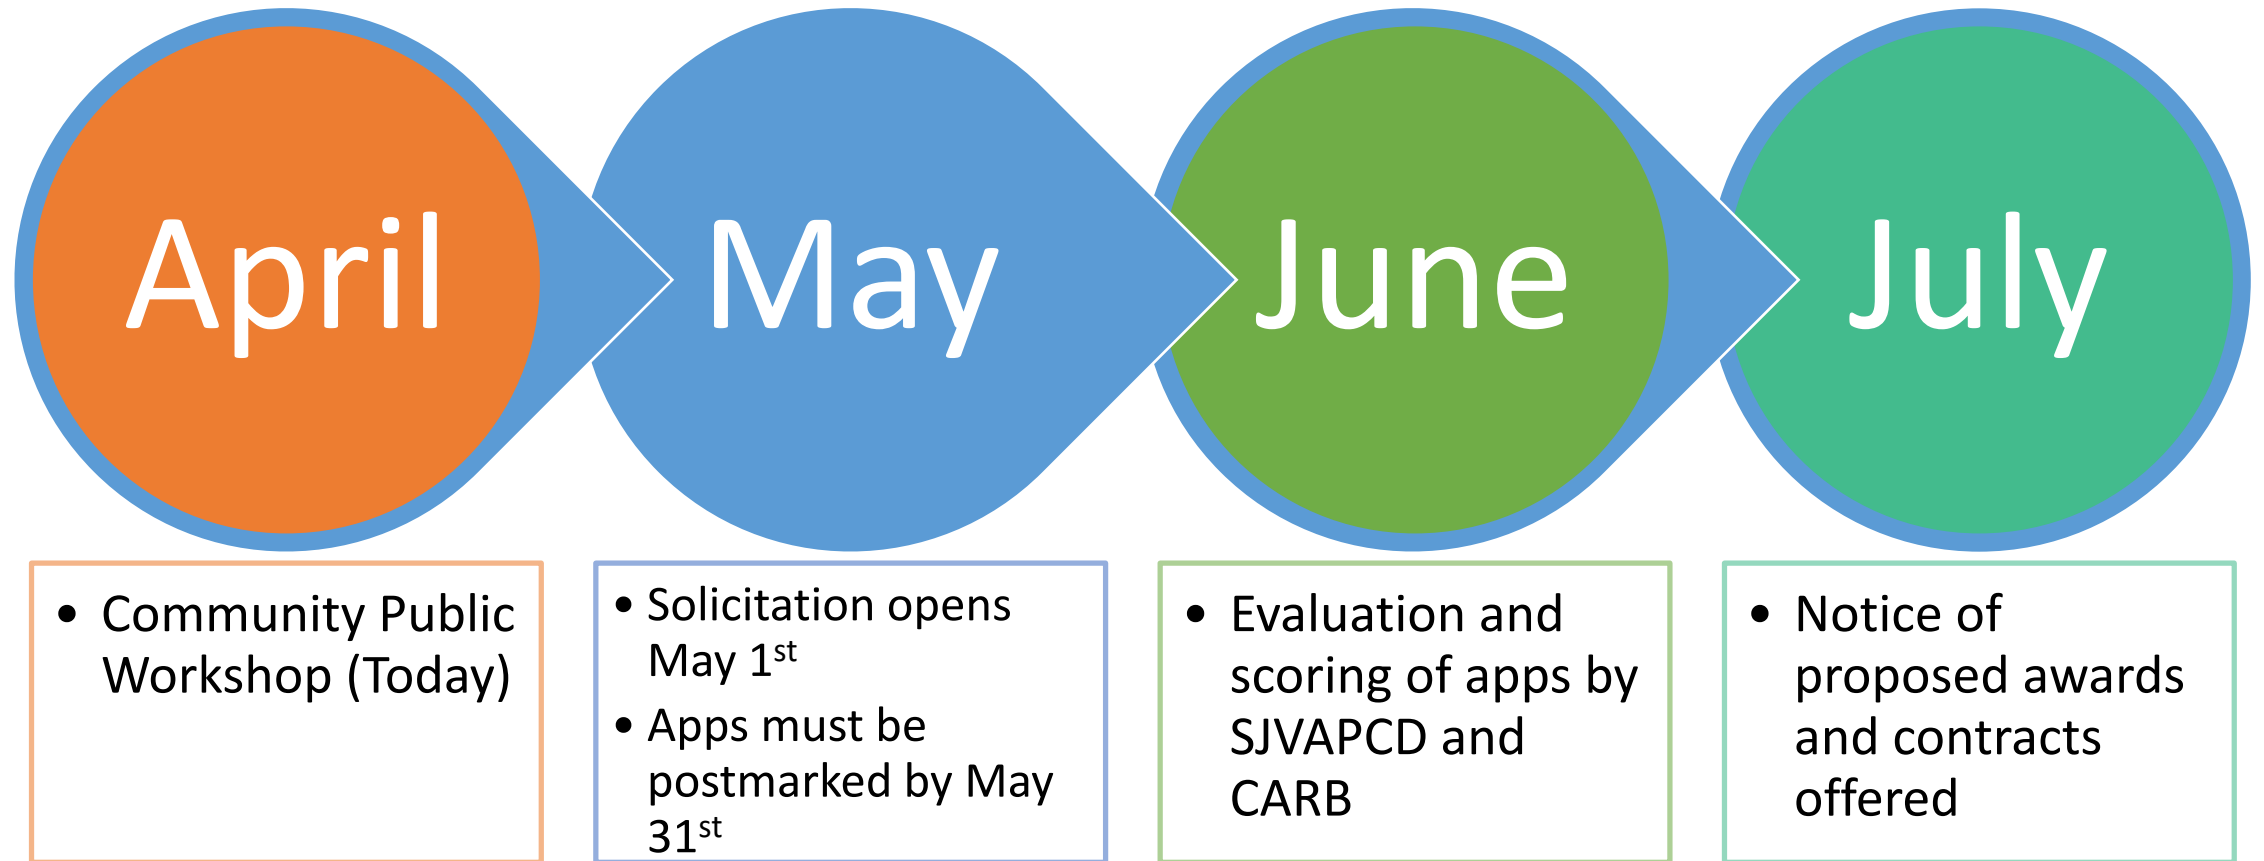 April
May
June
July
• Community Public
Workshop (Today)
• Solicitation opens
May 1st
• Apps must be
postmarked by May
31st
• Evaluation and
scoring of apps by
SJVAPCD and
CARB
• Notice of
proposed awards
and contracts
offered